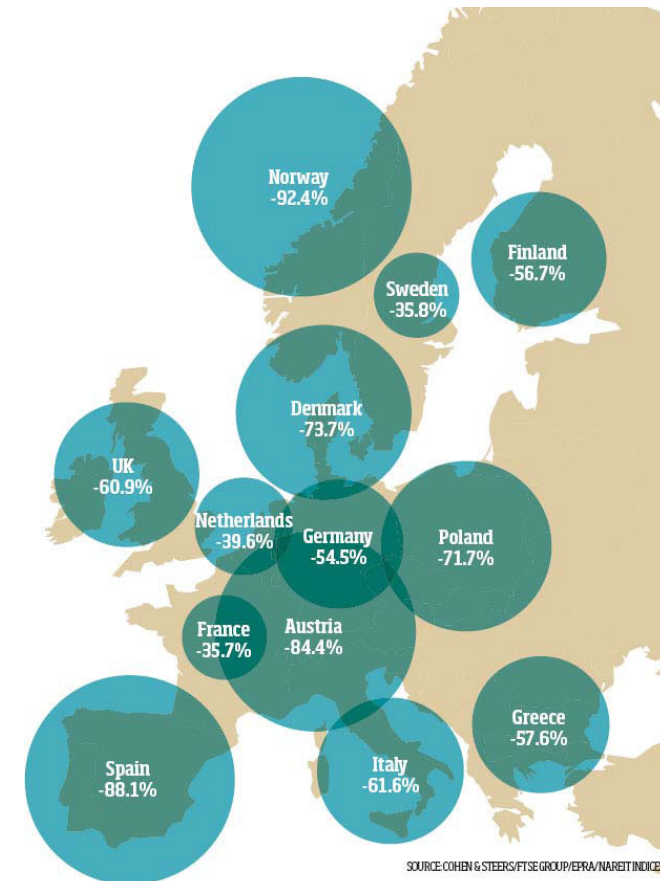 Norway
-92.4%
Finland
-56.7%
Sweden
-35.8%
Denmark
-73.7%
UK
-60.9%
Netherlands
-39.6%
Germany
-54.5%
Poland
-71.7%
France
-35.7%
Austria
-84.4%
Greece
-57.6%
Spain
-88.1%
Italy
-61.6%
SOURCE: COHEN & STEERS/FTSE GROUP/EPRA/NAREIT INDICE